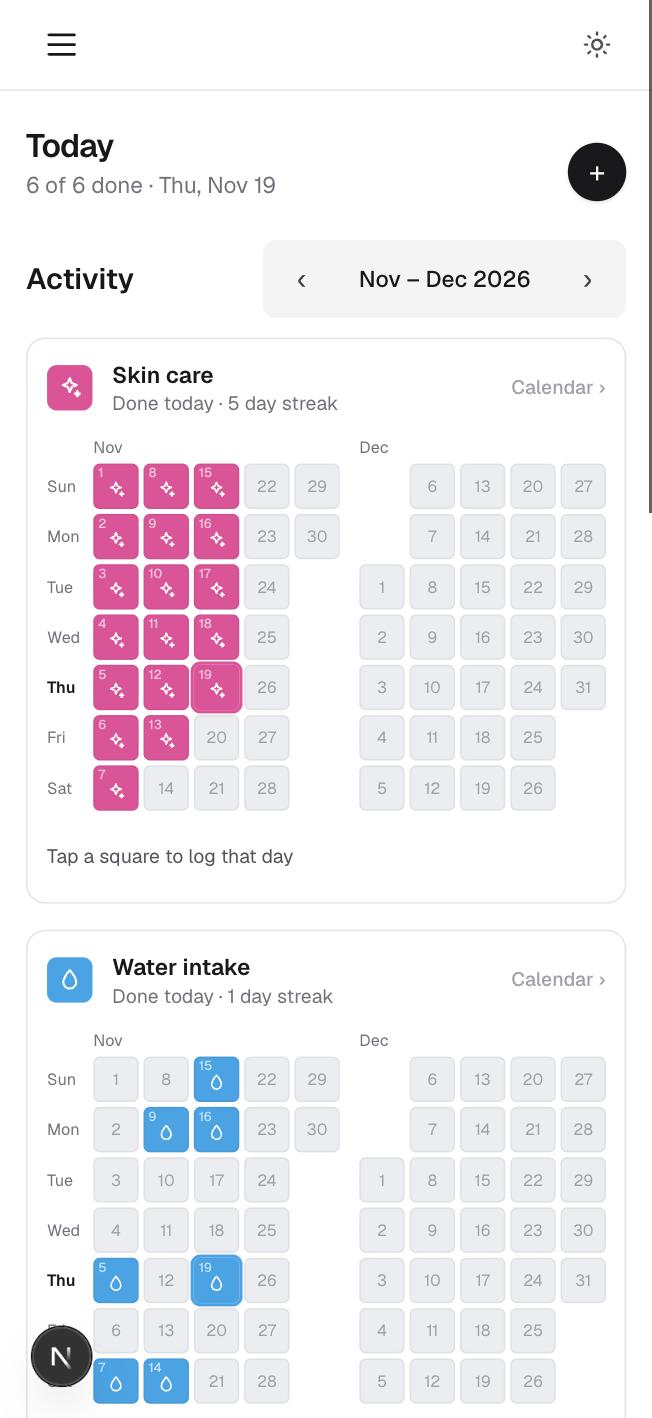 Today
6 of 6 done · Thu, Nov 19
+
Activity
‹ Nov – Dec 2026 ›
Skin care
Done today · 5 day streak
Calendar ›
Nov Dec
Sun 1 8 15 22 29 6 13 20 27
Mon 2 9 16 23 30 7 14 21 28
Tue 3 10 17 24 1 8 15 22 29
Wed 4 11 18 25 2 9 16 23 30
Thu 5 12 19 26 3 10 17 24 31
Fri 6 13 20 27 4 11 18 25
Sat 7 14 21 28 5 12 19 26
Tap a square to log that day
Water intake
Done today · 1 day streak
Calendar ›
Nov Dec
Sun 1 8 15 22 29 6 13 20 27
Mon 2 9 16 23 30 7 14 21 28
Tue 3 10 17 24 1 8 15 22 29
Wed 4 11 18 25 2 9 16 23 30
Thu 5 12 19 26 3 10 17 24 31
6 13 20 27 4 11 18 25
N
7 14 21 28 5 12 19 26